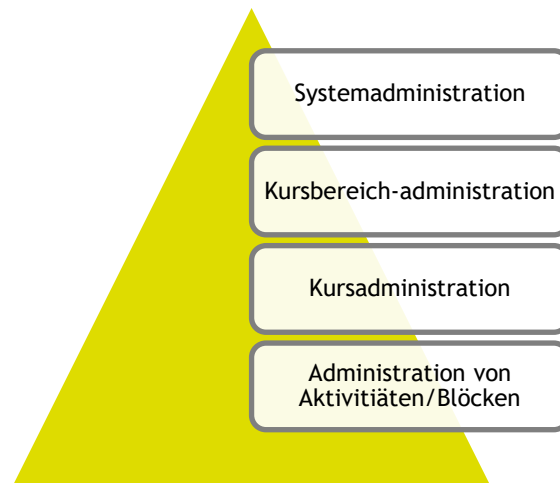 Systemadministration
Kursbereich-administration
Kursadministration
Administration von
Aktivitiäten/Blöcken